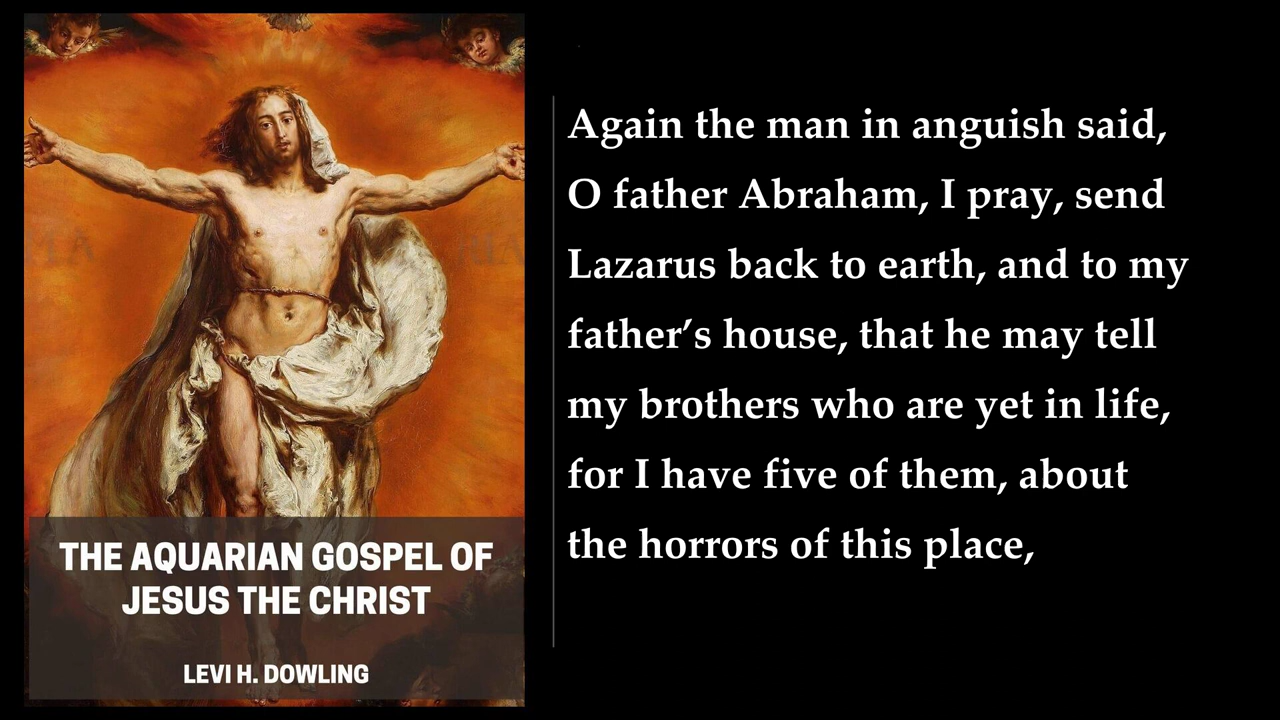 THE AQUARIAN GOSPEL OF
JESUS THE CHRIST
LEVI H. DOWLING
Again the man in anguish said,
O father Abraham, I pray, send
Lazarus back to earth, and to my
father’s house, that he may tell
my brothers who are yet in life,
for I have five of them, about
the horrors of this place,